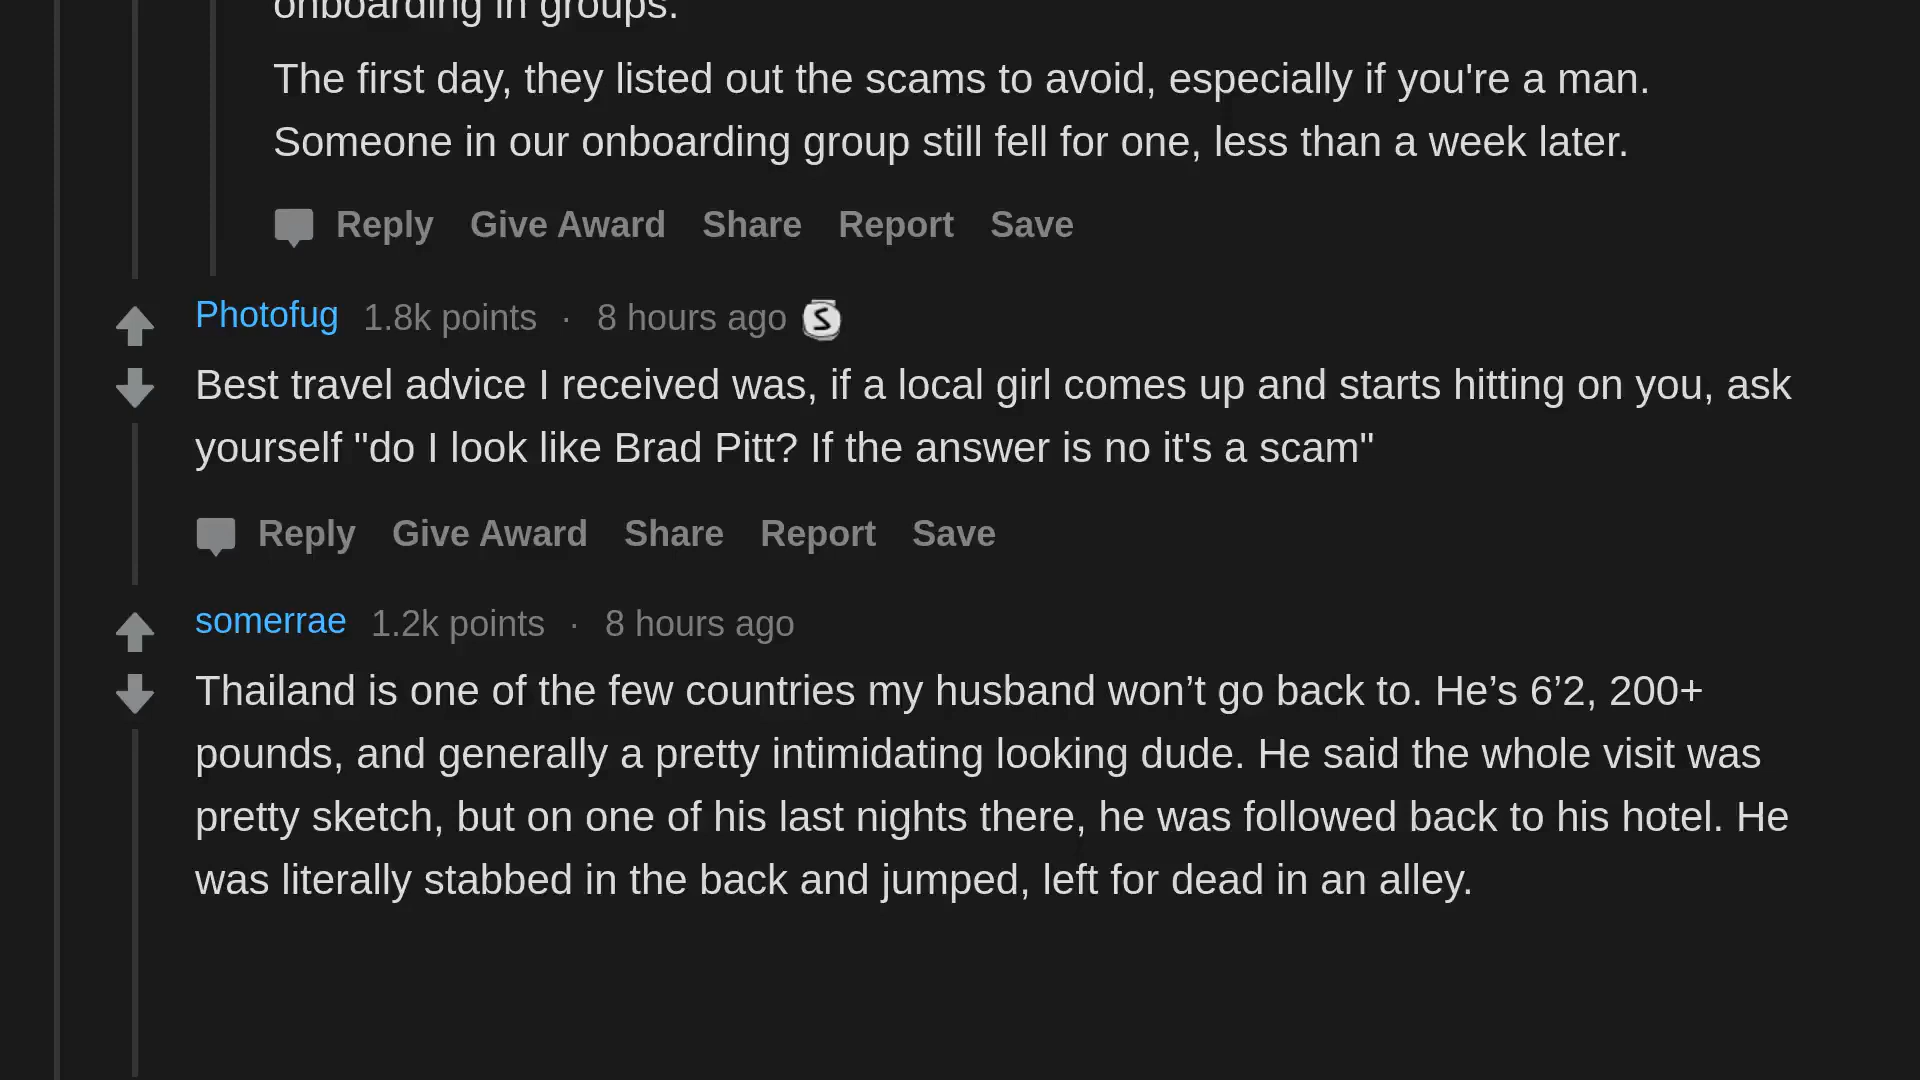 onboarding in groups.
The first day, they listed out the scams to avoid, especially if you're a man.
Someone in our onboarding group still fell for one, less than a week later.
Reply Give Award Share Report Save
Photofug 1.8k points · 8 hours ago S
Best travel advice I received was, if a local girl comes up and starts hitting on you, ask
yourself "do I look like Brad Pitt? If the answer is no it's a scam"
Reply Give Award Share Report Save
somerrae 1.2k points · 8 hours ago
Thailand is one of the few countries my husband won’t go back to. He’s 6’2, 200+
pounds, and generally a pretty intimidating looking dude. He said the whole visit was
pretty sketch, but on one of his last nights there, he was followed back to his hotel. He
was literally stabbed in the back and jumped, left for dead in an alley.